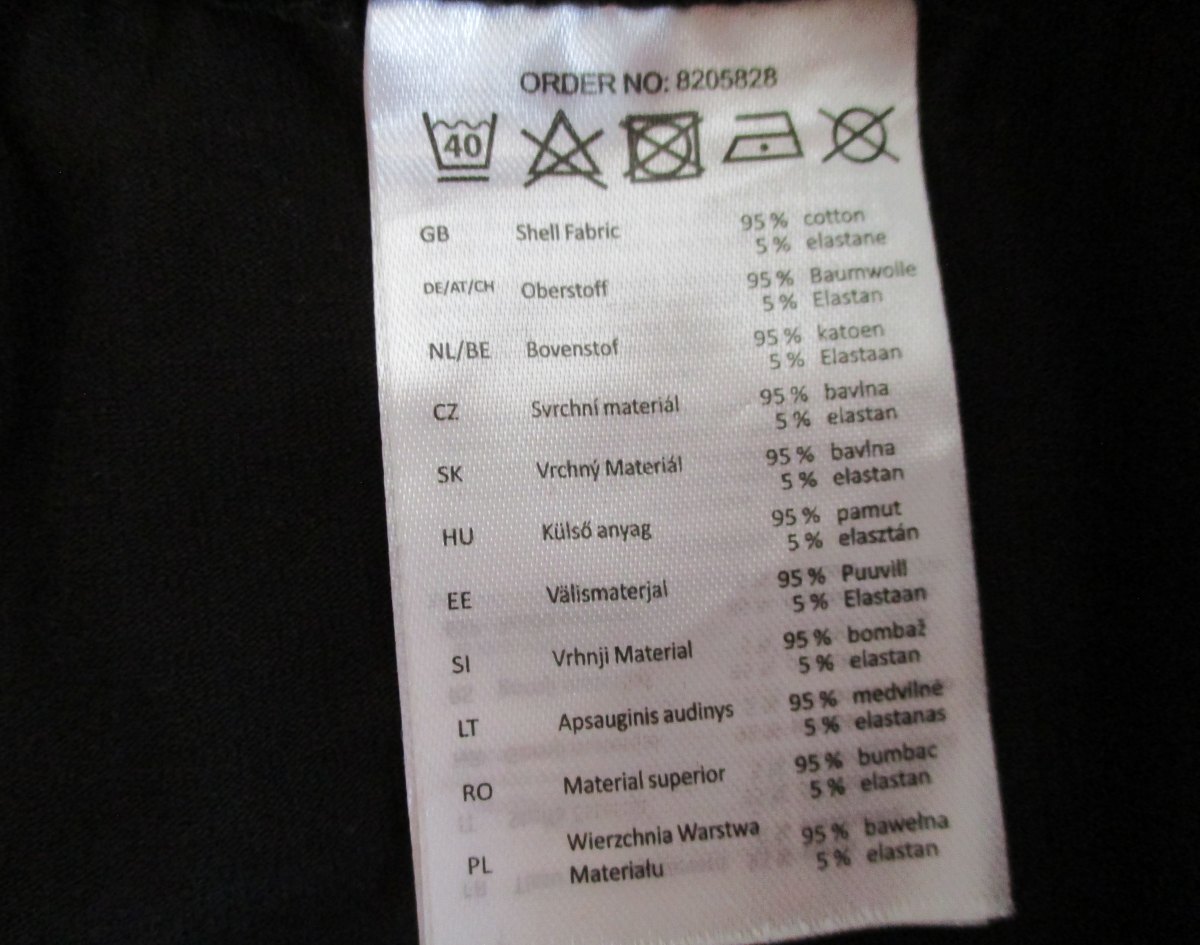 ORDER NO: 8205828
40
GB Shell Fabric 95 % cotton
5 % elastane
DE/AT/CH Oberstoff 95 % Baumwolle
5 % Elastan
NL/BE Bovenstof 95 % katoen
5 % Elastaan
CZ Svrchní materiál 95 % bavlna
5 % elastan
SK Vrchný Materiál 95 % bavlna
5 % elastan
HU Külső anyag 95 % pamut
5 % elasztán
EE Välismaterjal 95 % Puuvill
5 % Elastaan
SI Vrhnji Material 95 % bombaž
5 % elastan
LT Apsauginis audinys 95 % medvilnė
5 % elastanas
RO Material superior 95 % bumbac
5 % elastan
PL Wierzchnia Warstwa 95 % bawełna
Materiału 5 % elastan